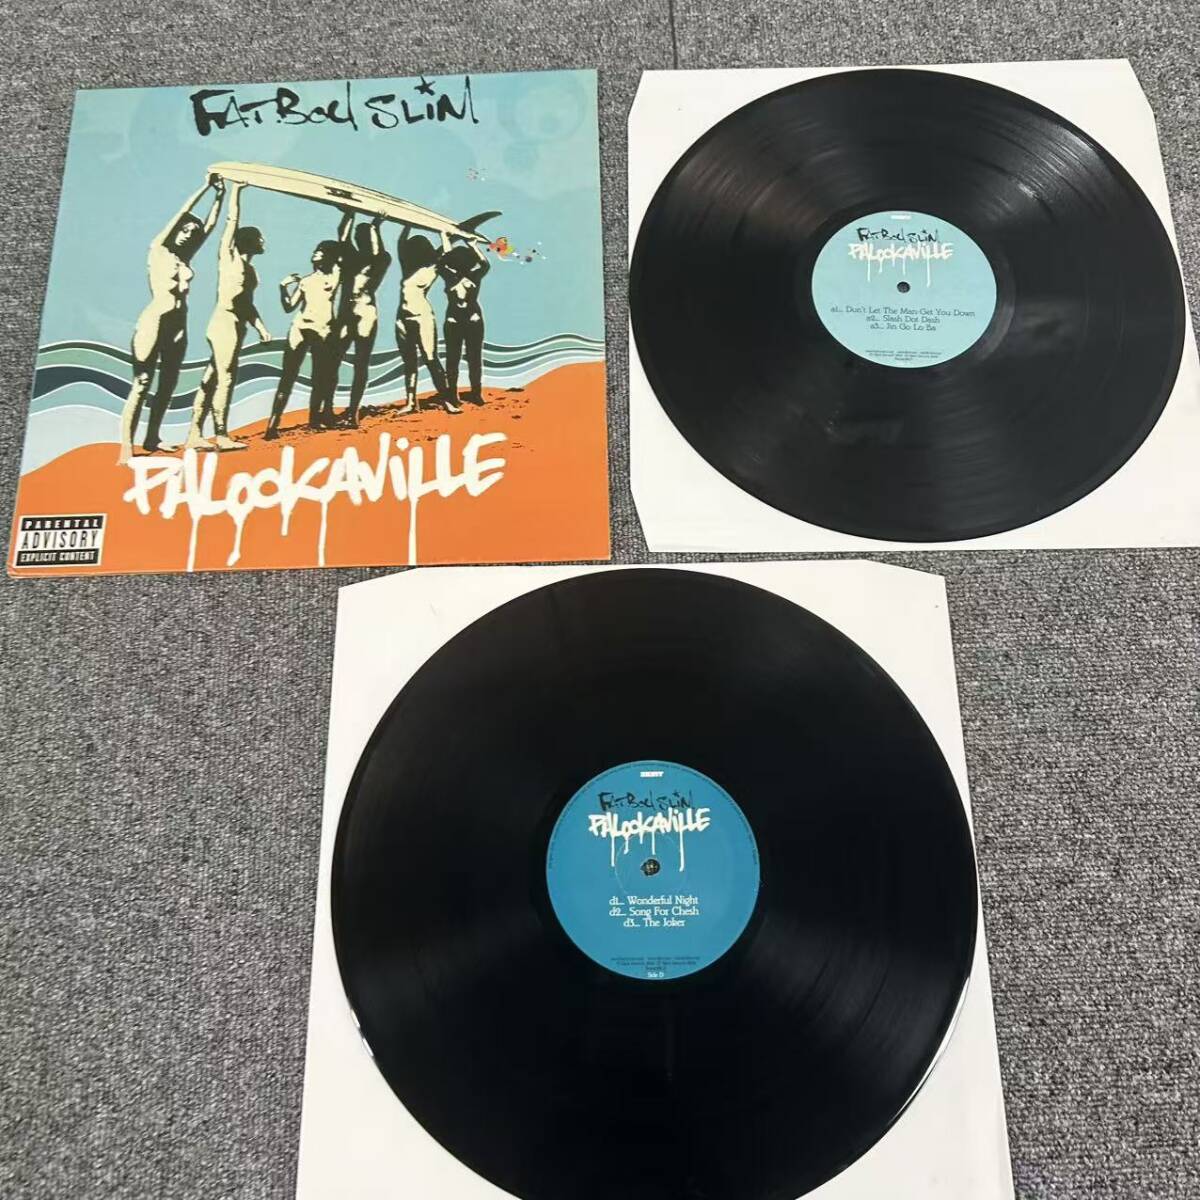 FATBOY SLIM
PALOOKAVILLE
PARENTAL
ADVISORY
EXPLICIT CONTENT
FATBOY SLIM
PALOOKAVILLE
a1... Don't Let The Man Get You Down
a2... Slash Dot Dash
a3... Jin Go Lo Ba
SKINT
FATBOY SLIM
PALOOKAVILLE
d1... Wonderful Night
d2... Song For Chesh
d3... The Joker
Side D